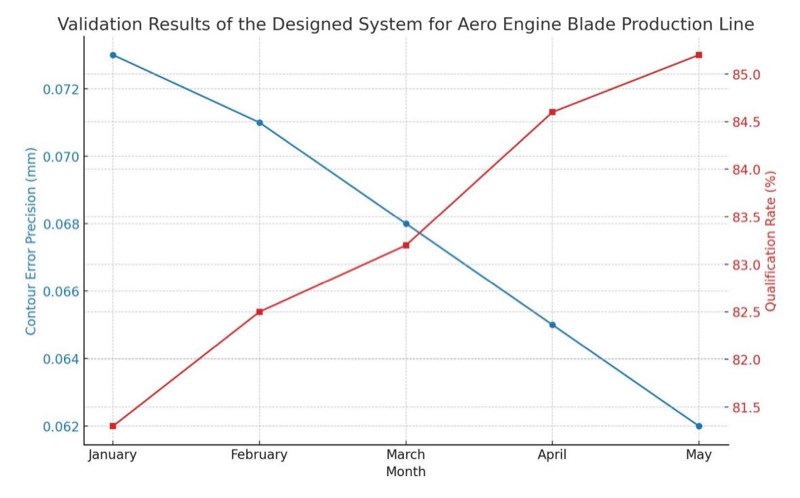 Validation Results of the Designed System for Aero Engine Blade Production Line
Contour Error Precision (mm)
0.072
0.070
0.068
0.066
0.064
0.062
85.0
84.5
84.0
83.5
83.0
82.5
82.0
81.5
Qualification Rate (%)
January February March April May
Month